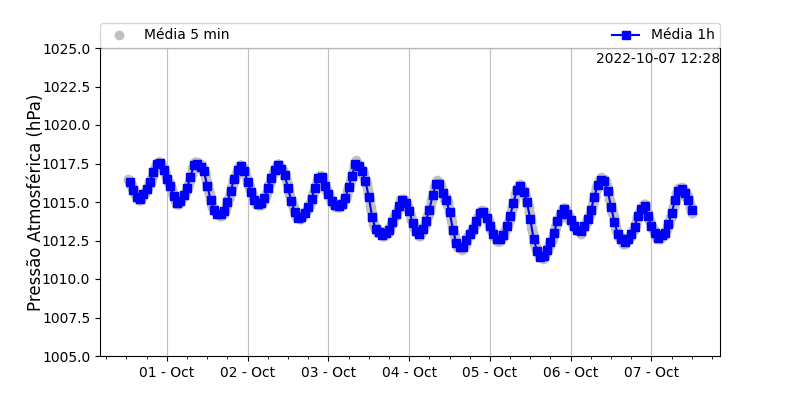 Média 5 min
Média 1h
2022-10-07 12:28
Pressão Atmosférica (hPa)
1025.0
1022.5
1020.0
1017.5
1015.0
1012.5
1010.0
1007.5
1005.0
01 - Oct
02 - Oct
03 - Oct
04 - Oct
05 - Oct
06 - Oct
07 - Oct